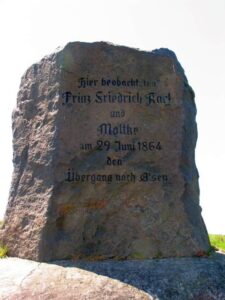 Hier beobachteten
Prinz Friedrich Karl
und
Moltke
am 29 Juni 1864
den
Übergang nach Alsen